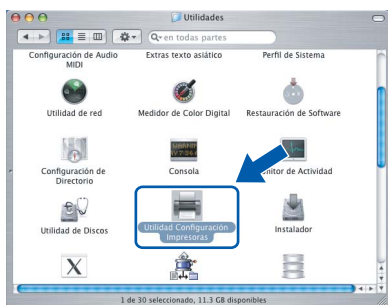 Utilidades
en todas partes
Configuración de Audio
MIDI
Extras texto asiático
Perfil de Sistema
Utilidad de red
Medidor de Color Digital
Restauración de Software
Configuración de
Directorio
Consola
nitor de Actividad
Utilidad de Discos
Utilidad Configuración
Impresoras
Instalador
1 de 30 seleccionado, 11.3 GB disponibles